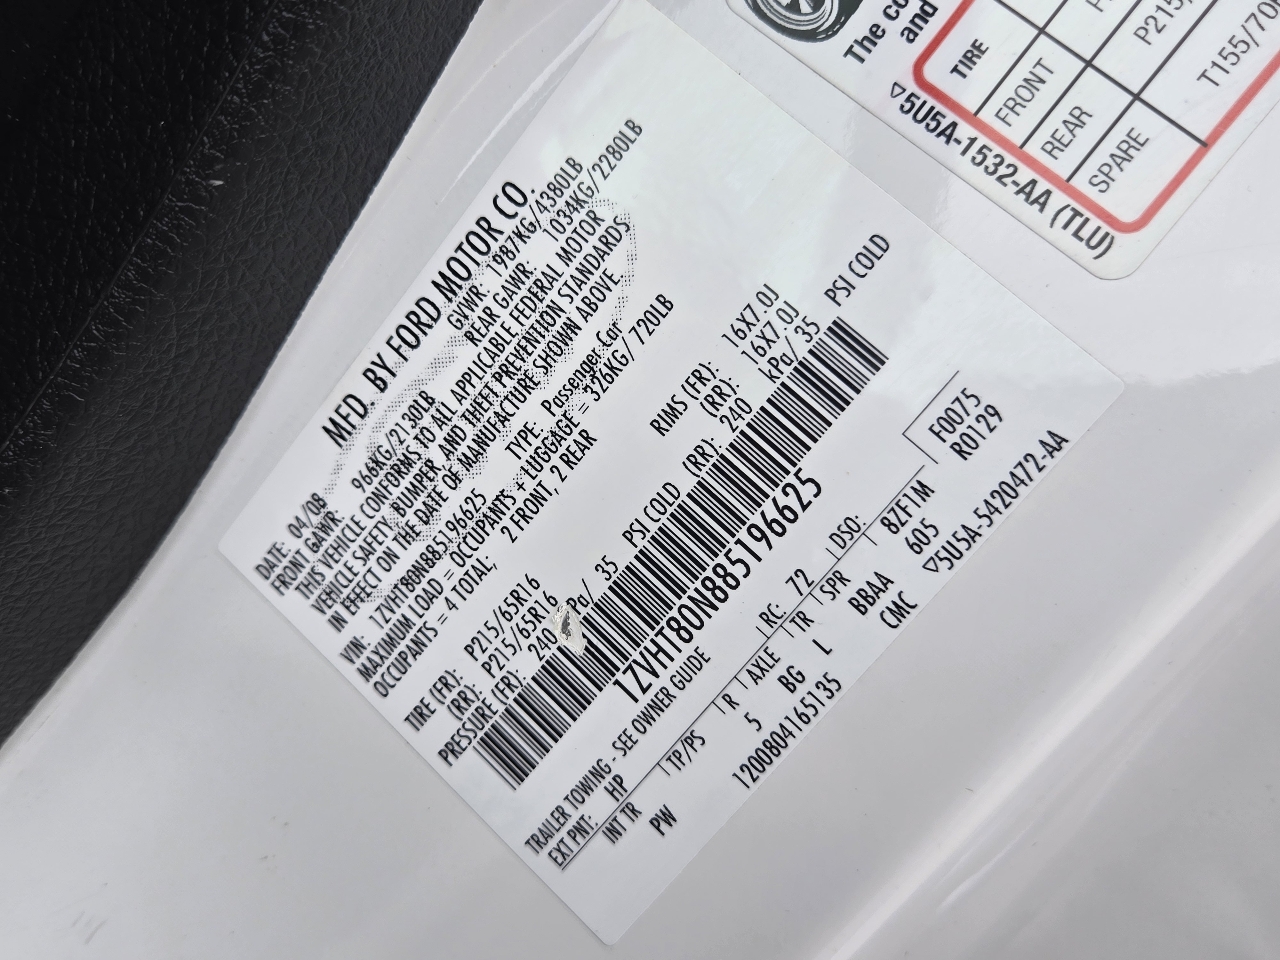 MFD. BY FORD MOTOR CO.
DATE: 04/08 GVWR: 1987KG/4380LB
FRONT GAWR: 966KG/2130LB REAR GAWR: 1034KG/2280LB
THIS VEHICLE CONFORMS TO ALL APPLICABLE FEDERAL MOTOR
VEHICLE SAFETY, BUMPER, AND THEFT PREVENTION STANDARDS
IN EFFECT ON THE DATE OF MANUFACTURE SHOWN ABOVE.
VIN: 1ZVHT80N885196625 TYPE: Passenger Car
MAXIMUM LOAD = OCCUPANTS + LUGGAGE = 326KG/ 720LB
OCCUPANTS = 4 TOTAL; 2 FRONT, 2 REAR
TIRE (FR): P215/65R16 RIMS (FR): 16X7.0J
(RR): P215/65R16 (RR): 16X7.0J
PRESSURE (FR): 240 Pa/ 35 PSI COLD (RR): 240 kPa/ 35 PSI COLD
1ZVHT80N885196625
TRAILER TOWING - SEE OWNER GUIDE
EXT PNT: HP RC: 72 DSO: F0075
INT TR TP/PS R AXLE TR SPR 8ZF1M R0129
PW 5 BG L BBAA 605
1200804165135 CMC ▽5U5A-5420472-AA
The co
and
TIRE
FRONT
REAR P215/
SPARE T155/70
▽5U5A-1532-AA (TLU)